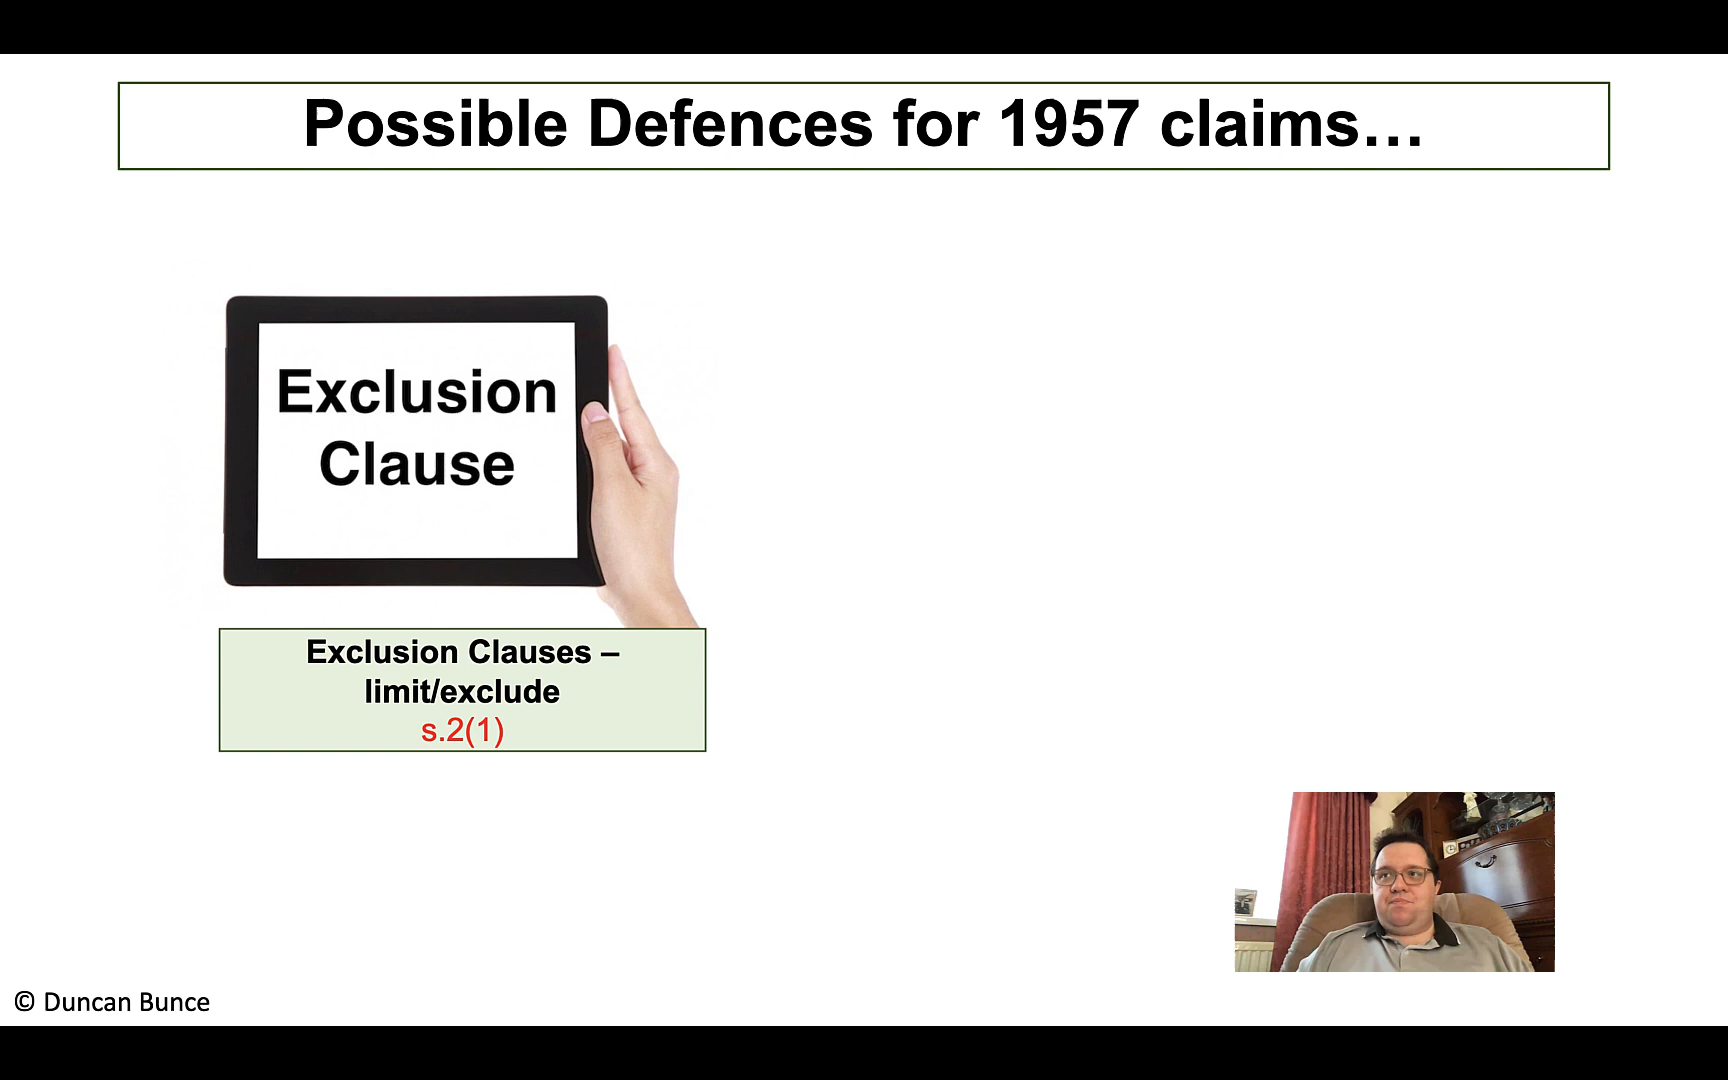 Possible Defences for 1957 claims…
Exclusion
Clause
Exclusion Clauses –
limit/exclude
s.2(1)
© Duncan Bunce